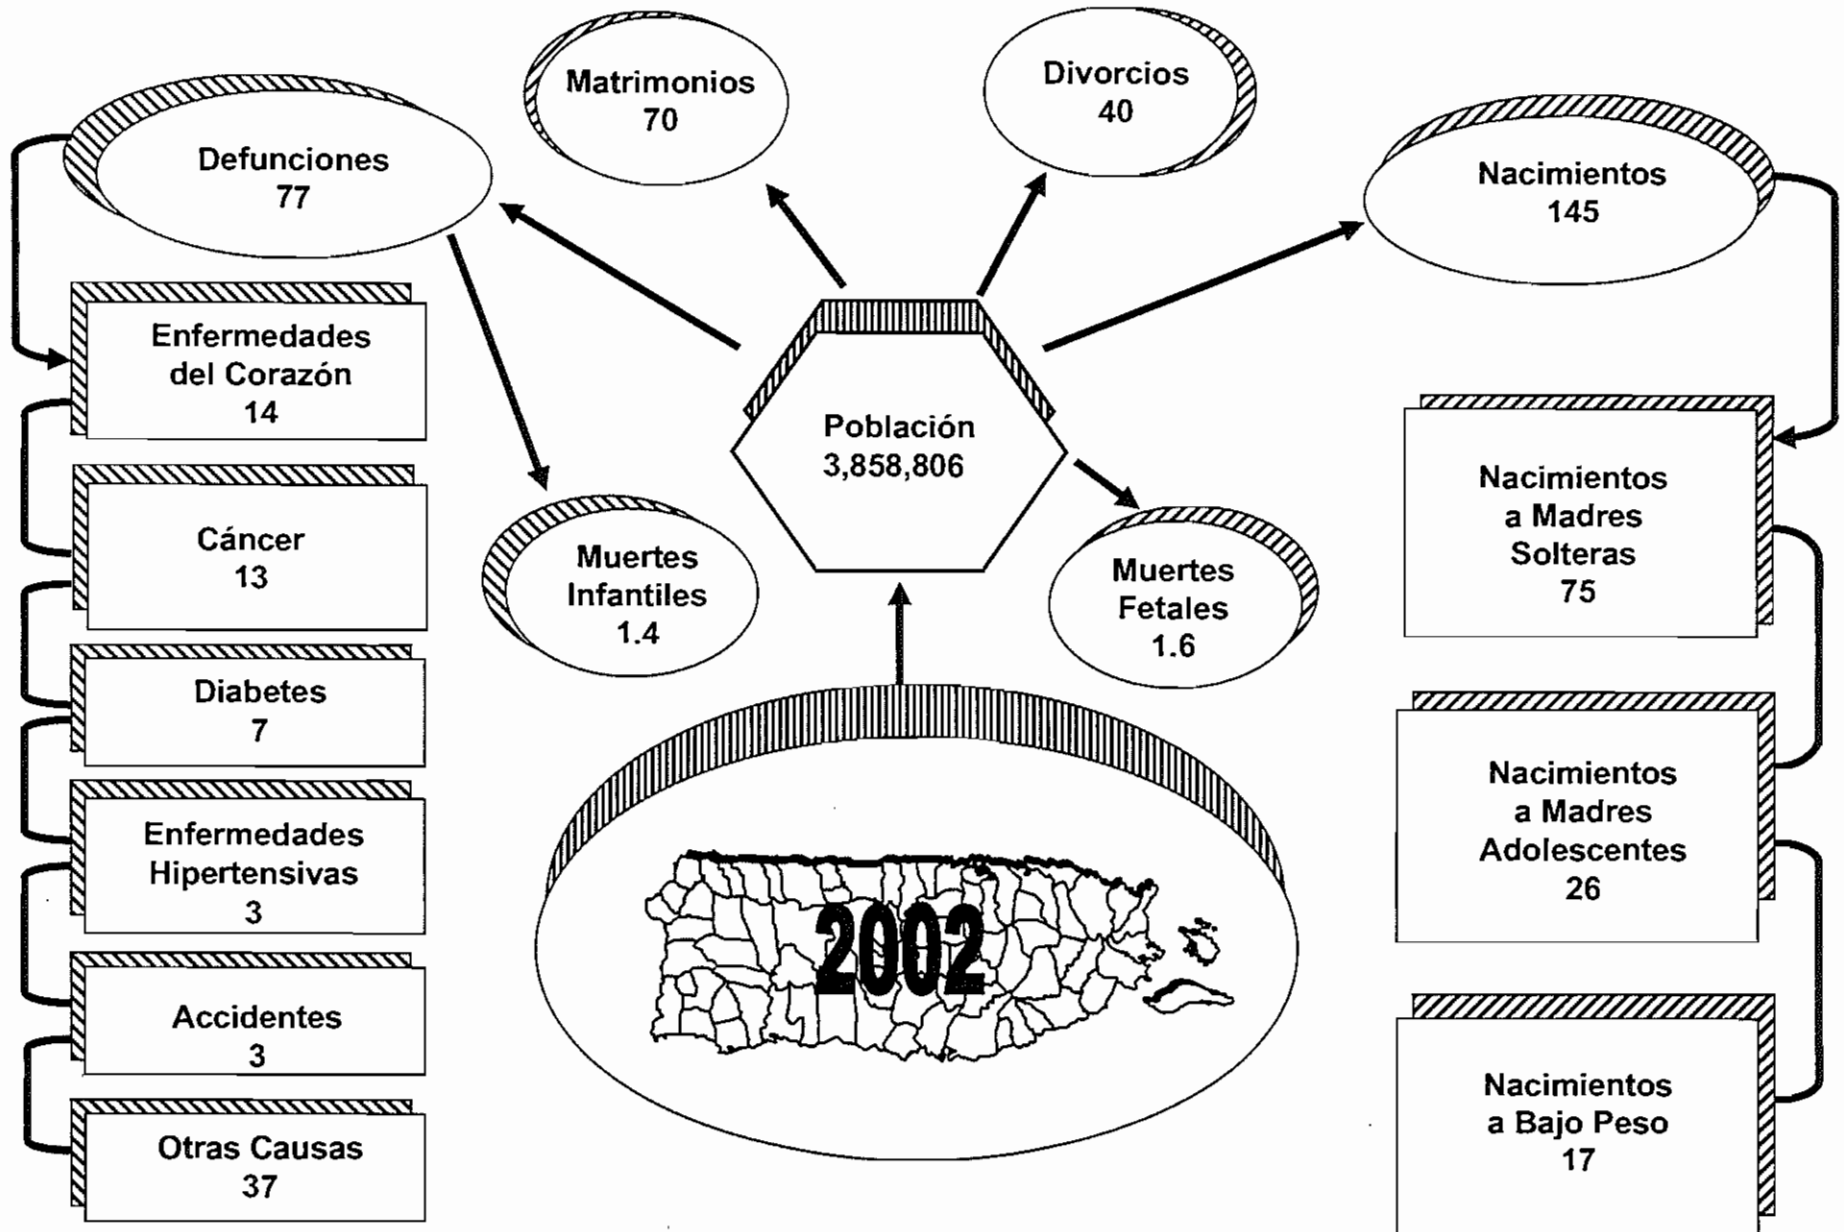 Matrimonios
70
Divorcios
40
Defunciones
77
Nacimientos
145
Enfermedades
del Corazón
14
Cáncer
13
Diabetes
7
Enfermedades
Hipertensivas
3
Accidentes
3
Otras Causas
37
Población
3,858,806
Muertes
Infantiles
1.4
Muertes
Fetales
1.6
2002
Nacimientos
a Madres
Solteras
75
Nacimientos
a Madres
Adolescentes
26
Nacimientos
a Bajo Peso
17